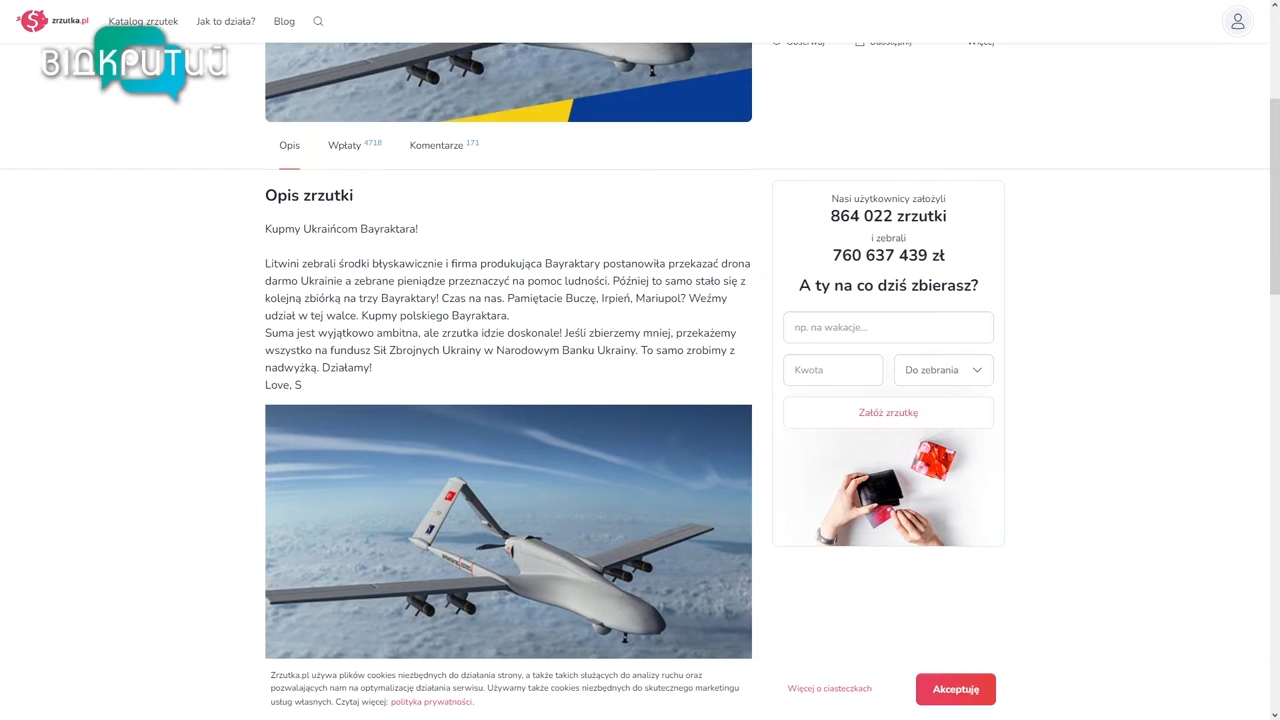 zrzutka.pl
Katalog zrzutek
Jak to działa?
Blog
ВІДКРИТИЙ
Obserwuj
Udostępnij
Więcej
Opis
Wpłaty 4718
Komentarze 171
Opis zrzutki
Kupmy Ukraińcom Bayraktara!
Litwini zebrali środki błyskawicznie i firma produkująca Bayraktary postanowiła przekazać drona
darmo Ukrainie a zebrane pieniądze przeznaczyć na pomoc ludności. Później to samo stało się z
kolejną zbiórką na trzy Bayraktary! Czas na nas. Pamiętacie Buczę, Irpień, Mariupol? Weźmy
udział w tej walce. Kupmy polskiego Bayraktara.
Suma jest wyjątkowo ambitna, ale zrzutka idzie doskonale! Jeśli zbierzemy mniej, przekażemy
wszystko na fundusz Sił Zbrojnych Ukrainy w Narodowym Banku Ukrainy. To samo zrobimy z
nadwyżką. Działamy!
Love, S
Nasi użytkownicy założyli
864 022 zrzutki
i zebrali
760 637 439 zł
A ty na co dziś zbierasz?
np. na wakacje...
Kwota
Do zebrania
Załóż zrzutkę
Zrzutka.pl używa plików cookies niezbędnych do działania strony, a także takich służących do analizy ruchu oraz
pozwalających nam na optymalizację działania serwisu. Używamy także cookies niezbędnych do skutecznego marketingu
usług własnych. Czytaj więcej: polityka prywatności.
Więcej o ciasteczkach
Akceptuję